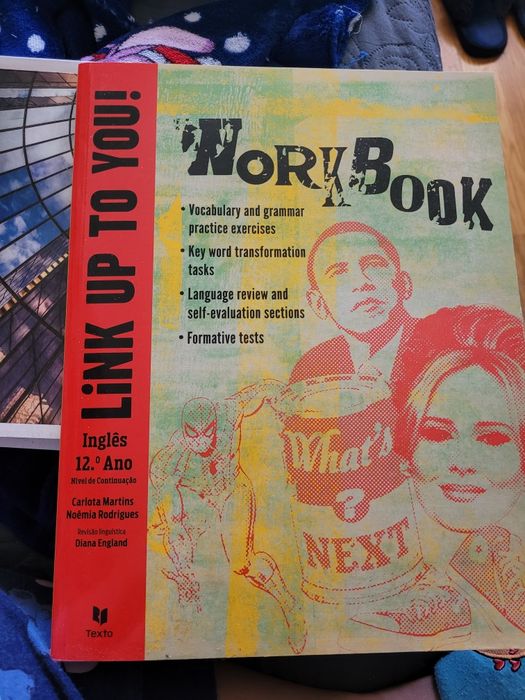 LiNK UP TO YOU!
Inglês
12.º Ano
Nível de Continuação
Carlota Martins
Noêmia Rodrigues
Revisão linguística
Diana England
Texto
WORKBOOK
• Vocabulary and grammar
practice exercises
• Key word transformation
tasks
• Language review and
self-evaluation sections
• Formative tests
What's
?
NEXT